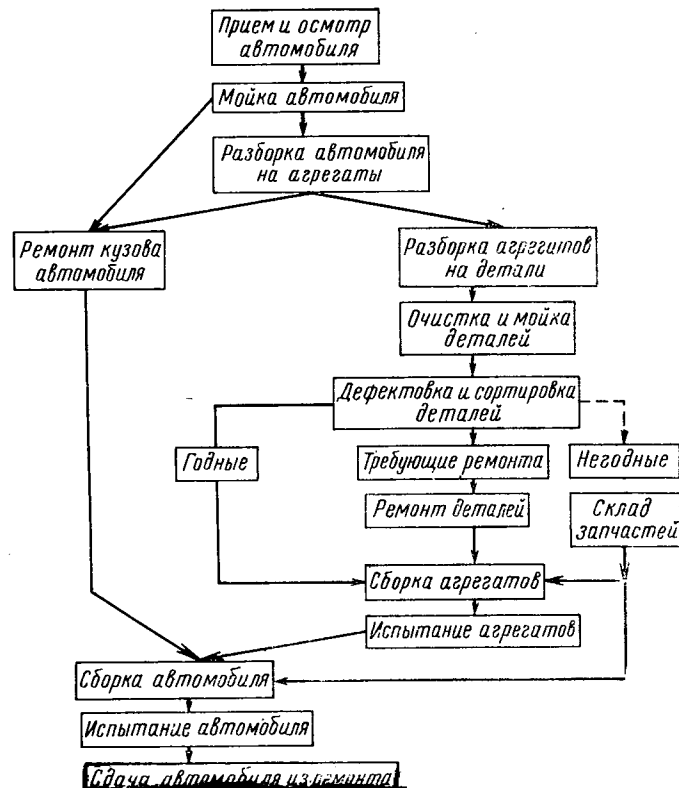 Прием и осмотр
автомобиля
Мойка автомобиля
Разборка автомобиля
на агрегаты
Ремонт кузова
автомобиля
Разборка агрегатов
на детали
Очистка и мойка
деталей
Дефектовка и сортировка
деталей
Годные
Требующие ремонта
Негодные
Ремонт деталей
Склад
запчастей
Сборка агрегатов
Испытание агрегатов
Сборка автомобиля
Испытание автомобиля
Сдача автомобиля из ремонта